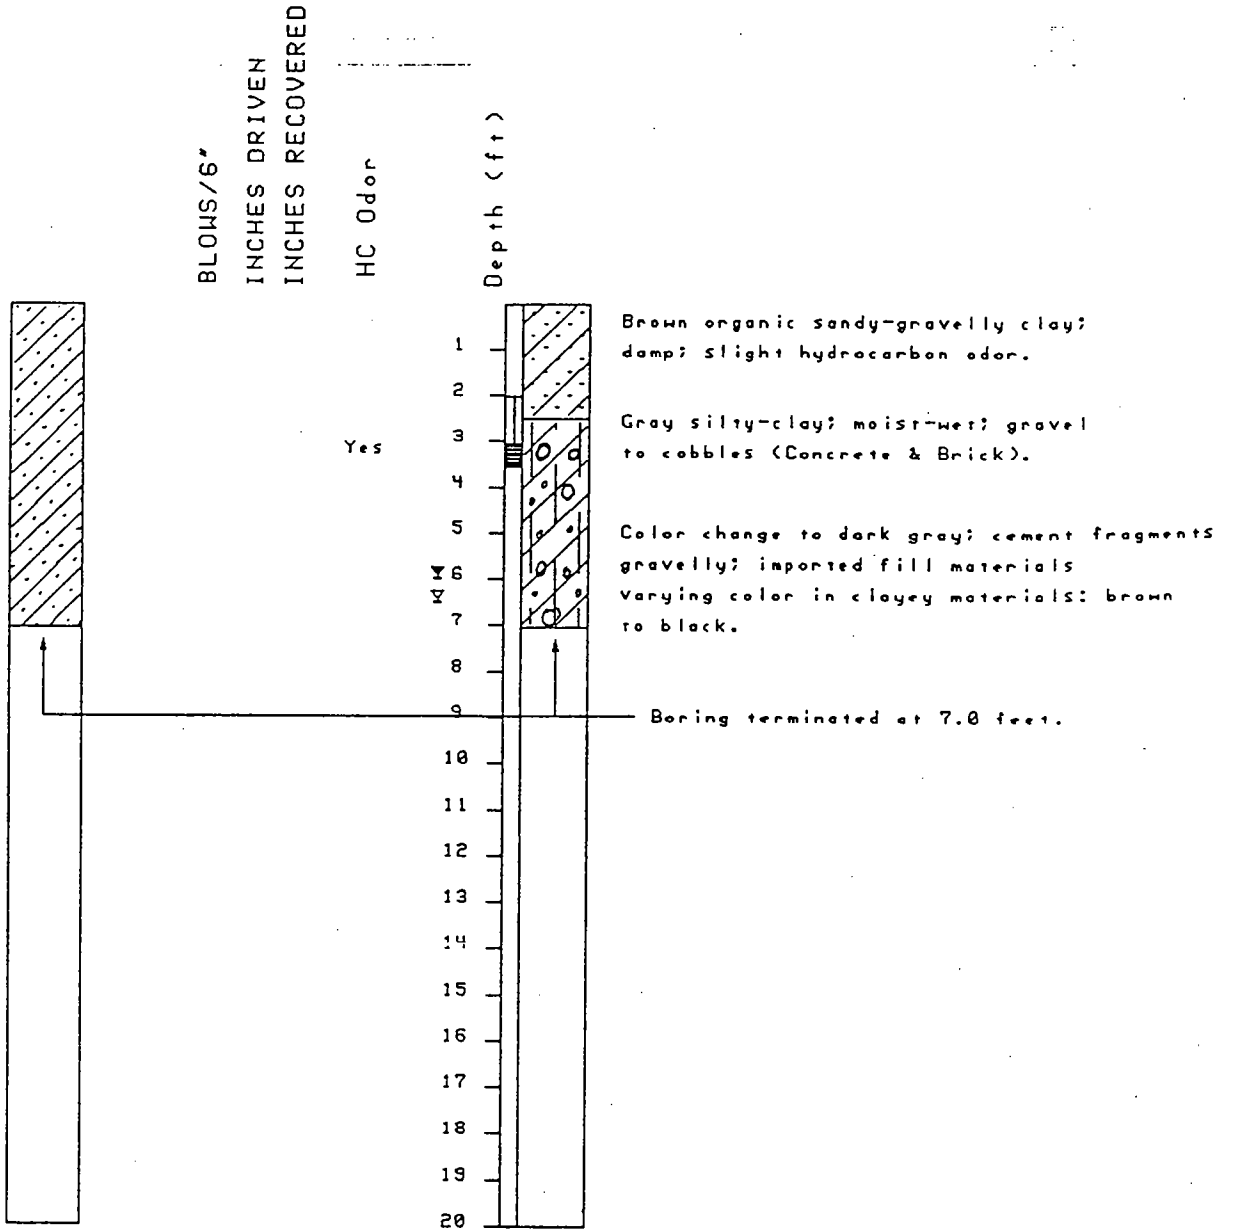 BLOWS/6"
INCHES DRIVEN
INCHES RECOVERED
HC Odor
Depth (ft)
Brown organic sandy-gravelly clay;
damp; slight hydrocarbon odor.
1
2
Gray silty-clay; moist-wet; gravel
to cobbles (Concrete & Brick).
3
Yes
4
5
Color change to dark gray; cement fragments
gravelly; imported fill materials
varying color in clayey materials: brown
to black.
6
7
8
9
Boring terminated at 7.0 feet.
10
11
12
13
14
15
16
17
18
19
20